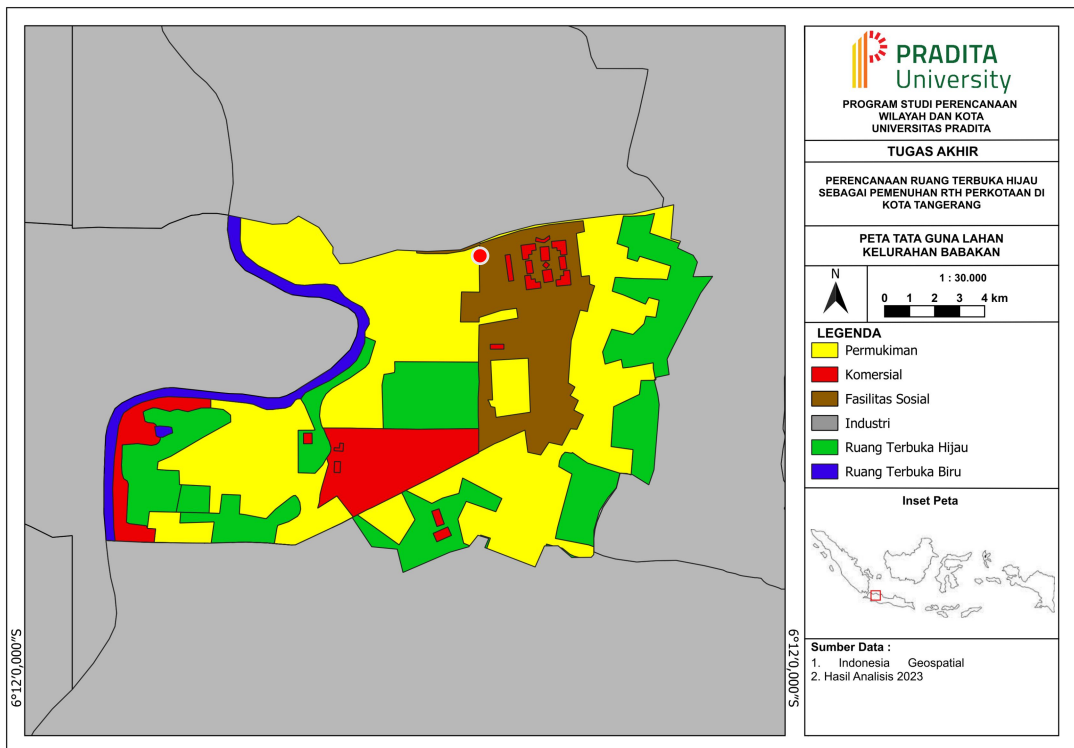 PRADITA
University
PROGRAM STUDI PERENCANAAN
WILAYAH DAN KOTA
UNIVERSITAS PRADITA
TUGAS AKHIR
PERENCANAAN RUANG TERBUKA HIJAU
SEBAGAI PEMENUHAN RTH PERKOTAAN DI
KOTA TANGERANG
PETA TATA GUNA LAHAN
KELURAHAN BABAKAN
N
1 : 30.000
0 1 2 3 4 km
LEGENDA
Permukiman
Komersial
Fasilitas Sosial
Industri
Ruang Terbuka Hijau
Ruang Terbuka Biru
Inset Peta
Sumber Data :
1. Indonesia Geospatial
2. Hasil Analisis 2023
6°12'0,000"S
6°12'0,000"S